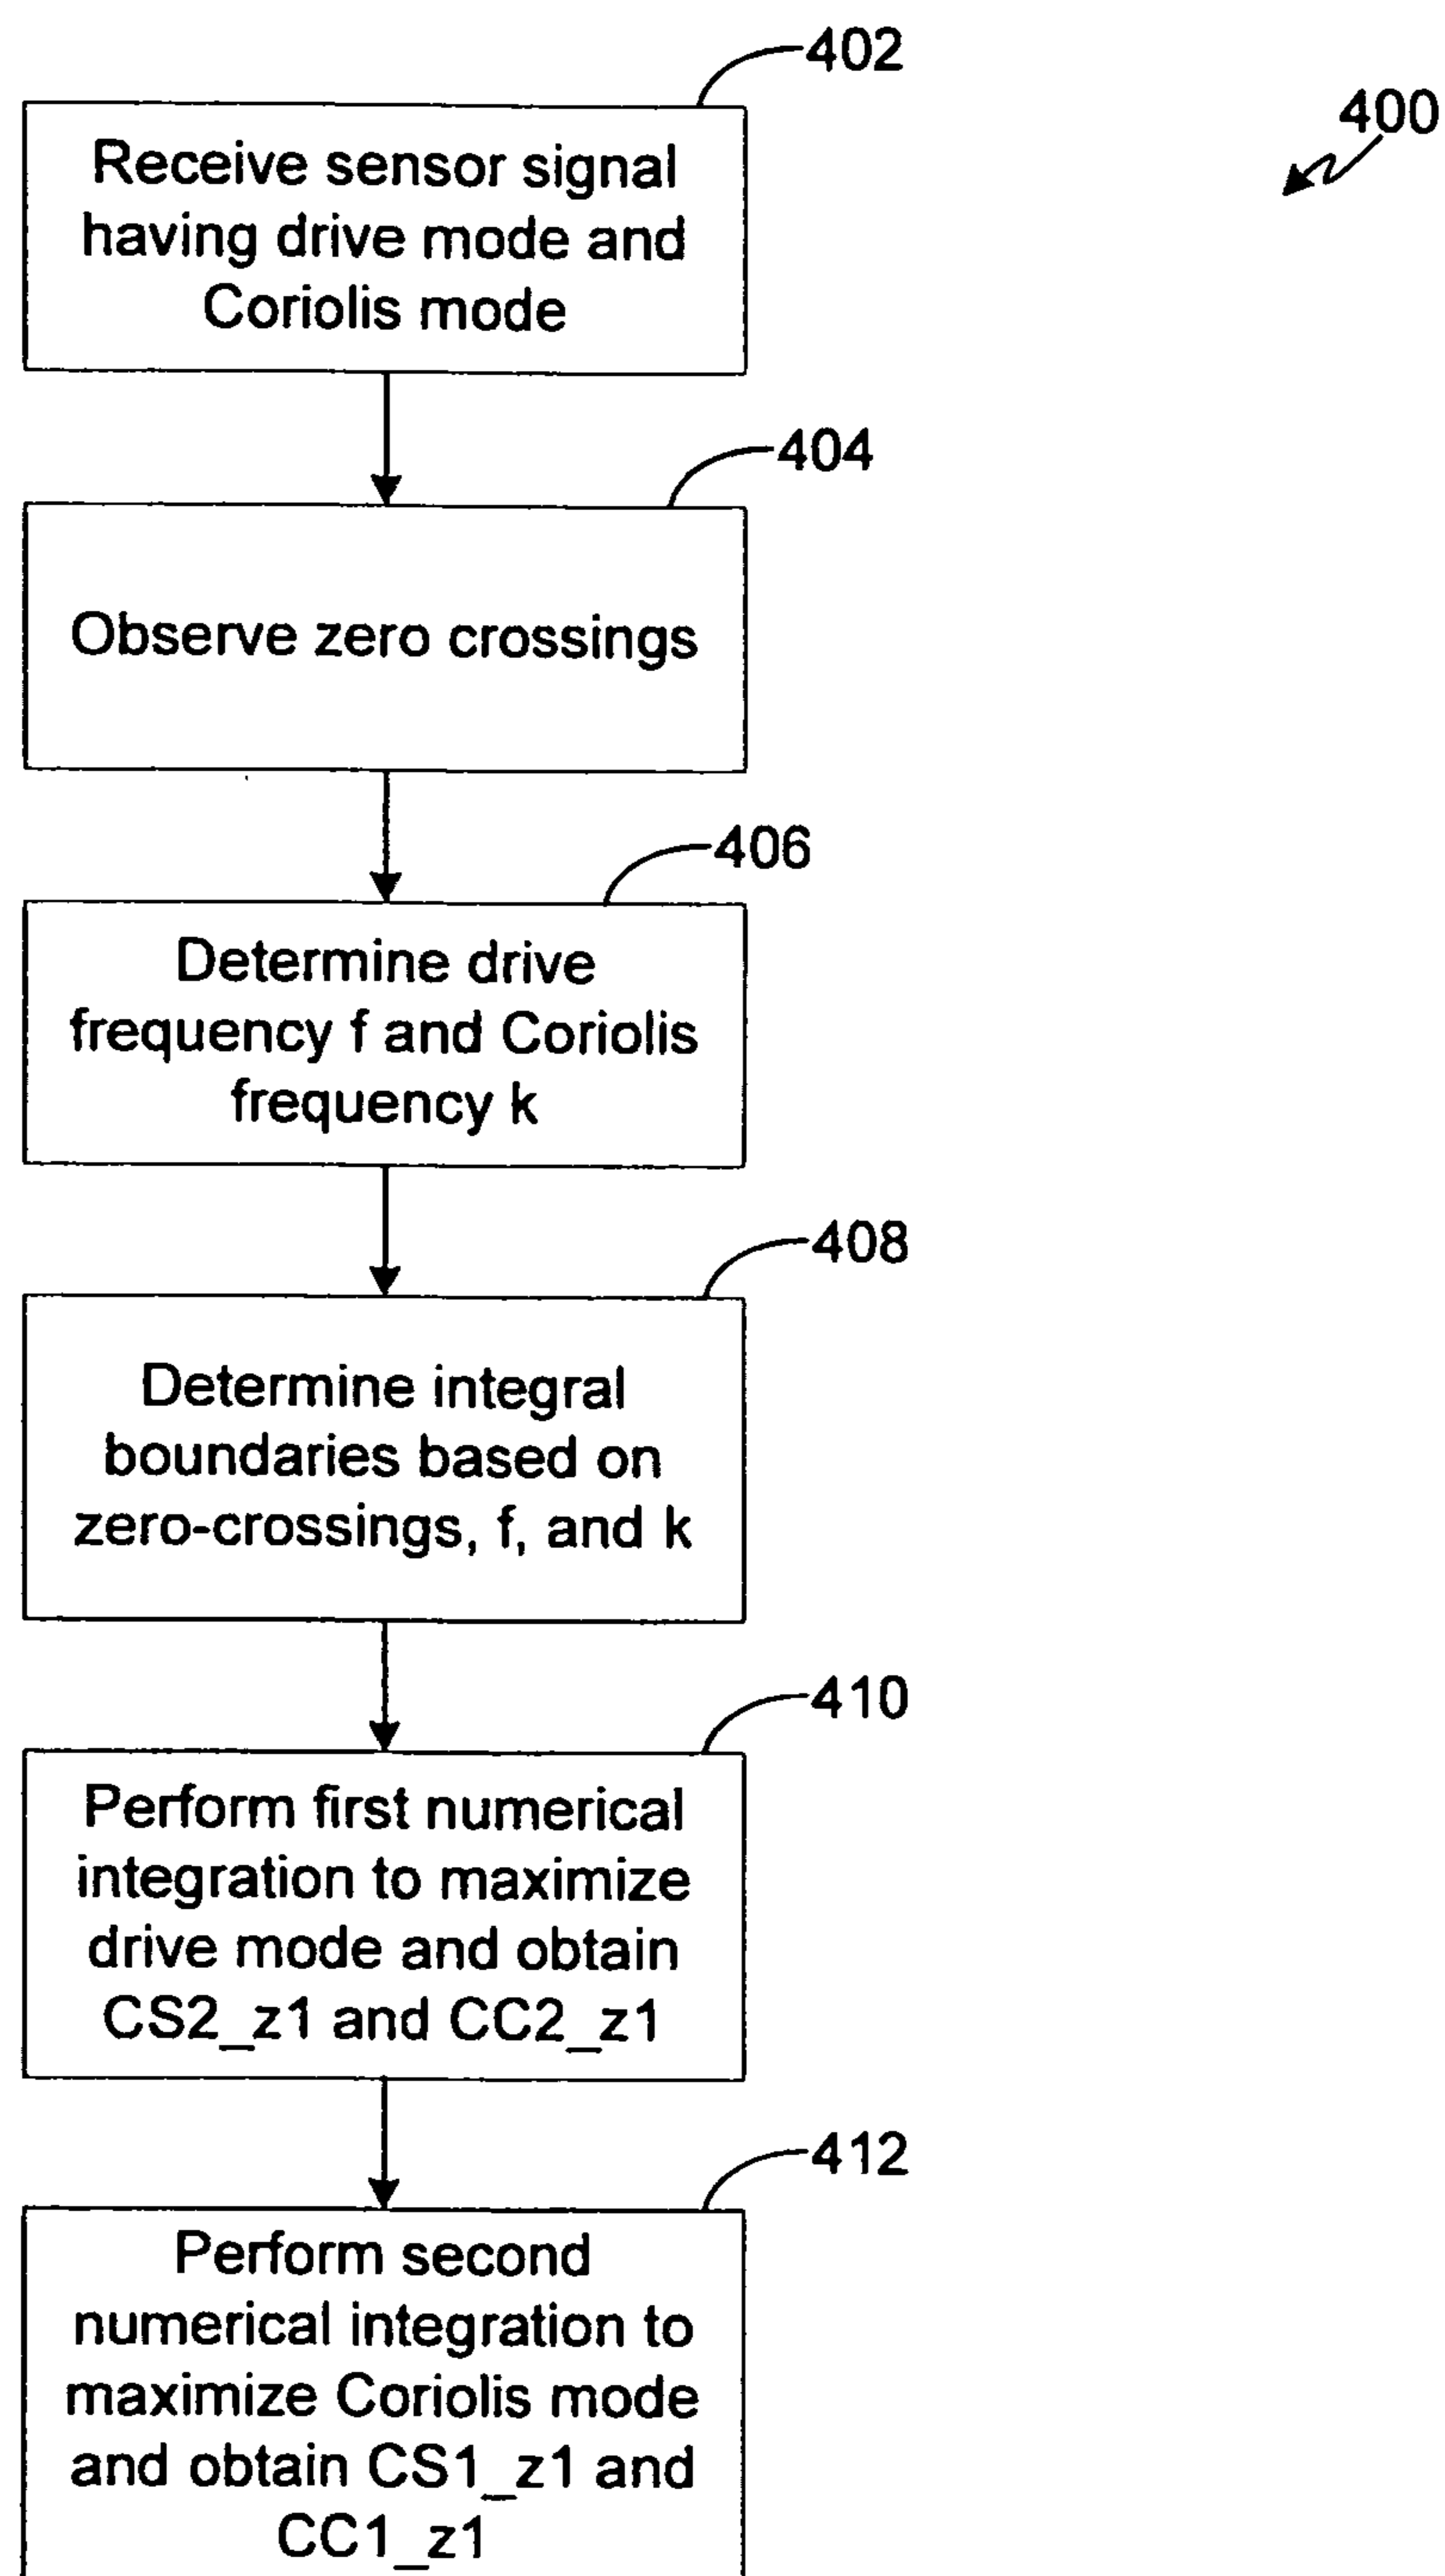 402
400
Receive sensor signal
having drive mode and
Coriolis mode
404
Observe zero crossings
406
Determine drive
frequency f and Coriolis
frequency k
408
Determine integral
boundaries based on
zero-crossings, f, and k
410
Perform first numerical
integration to maximize
drive mode and obtain
CS2_z1 and CC2_z1
412
Perform second
numerical integration to
maximize Coriolis mode
and obtain CS1_z1 and
CC1_z1